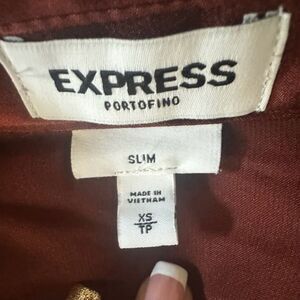 EXPRESS
PORTOFINO
SLIM
MADE IN
VIETNAM
XS
TP